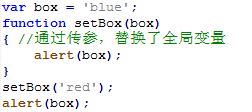 var box = 'blue';
function setBox(box)
{ //通过传参，替换了全局变量
alert(box);
}
setBox('red');
alert(box);